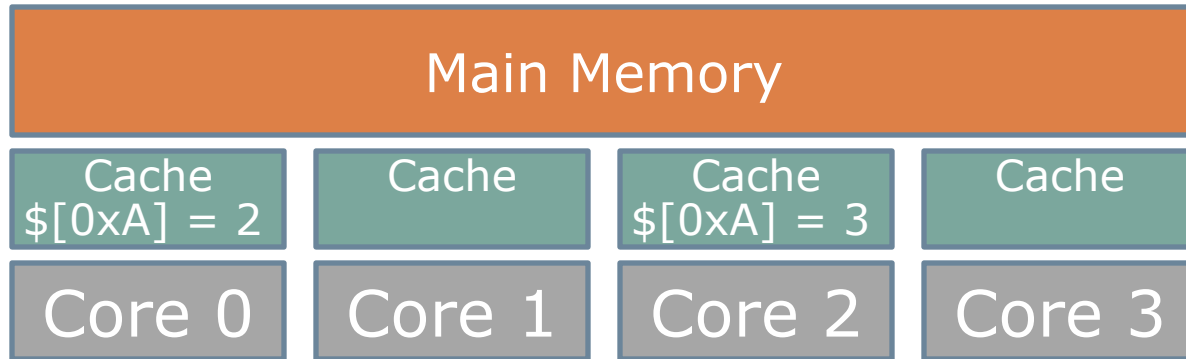 Main Memory
Cache
$[0xA] = 2
Cache
Cache
$[0xA] = 3
Cache
Core 0
Core 1
Core 2
Core 3